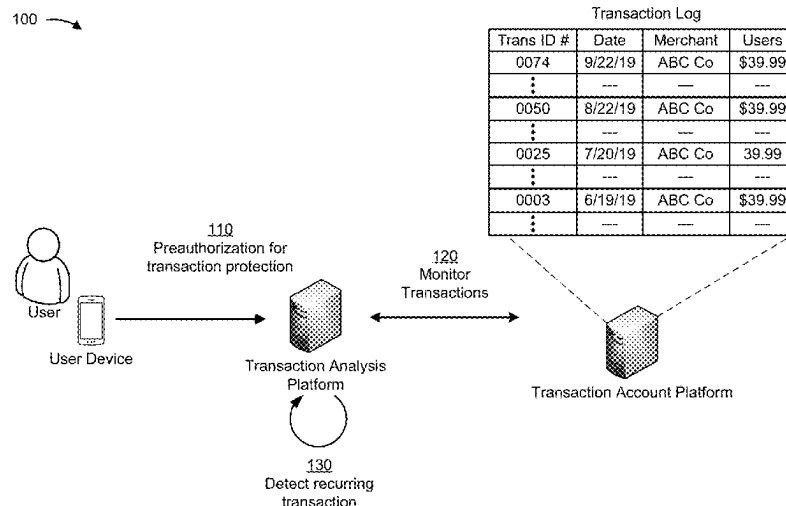 100
Transaction Log
Trans ID # Date Merchant Users
0074 9/22/19 ABC Co $39.99
⋮ --- --- ---
0050 8/22/19 ABC Co $39.99
⋮ --- --- ---
0025 7/20/19 ABC Co 39.99
⋮ --- --- ---
0003 6/19/19 ABC Co $39.99
⋮ ---- ---- ----
110
Preauthorization for
transaction protection
120
Monitor
Transactions
User
User Device
Transaction Analysis
Platform
Transaction Account Platform
130
Detect recurring
transaction